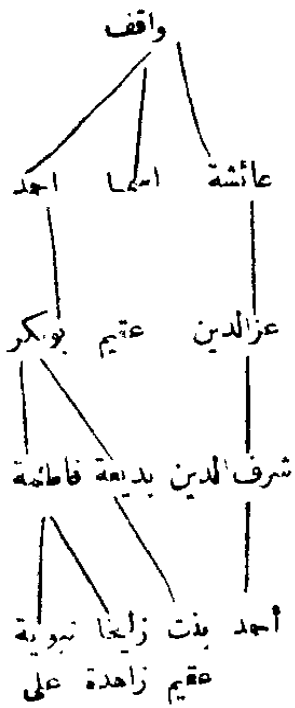 واقف
عائشة اسما احمد
عزالدين عقيم بوبكر
شرف الدين بديعة فاطمة
أحمد بنت زليخا نبوية
عقيم زاهدة على